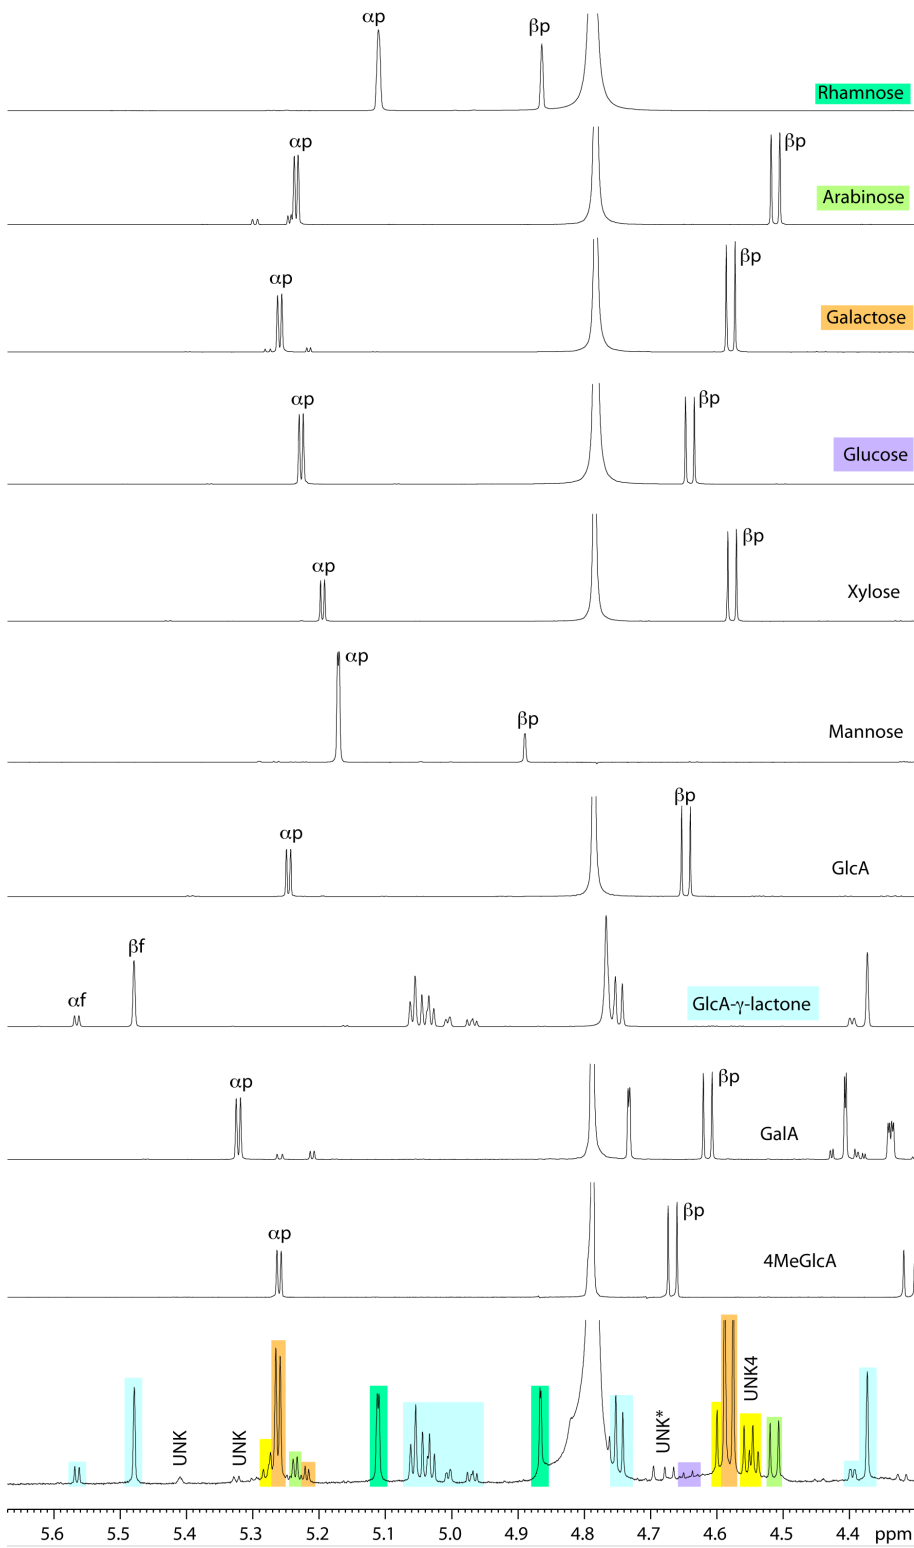 αp
βp
Rhamnose
αp
βp
Arabinose
αp
βp
Galactose
αp
βp
Glucose
αp
βp
Xylose
αp
βp
Mannose
αp
βp
GlcA
αf
βf
GlcA-γ-lactone
αp
βp
GalA
αp
βp
4MeGlcA
UNK
UNK
UNK*
UNK4
5.6 5.5 5.4 5.3 5.2 5.1 5.0 4.9 4.8 4.7 4.6 4.5 4.4 ppm